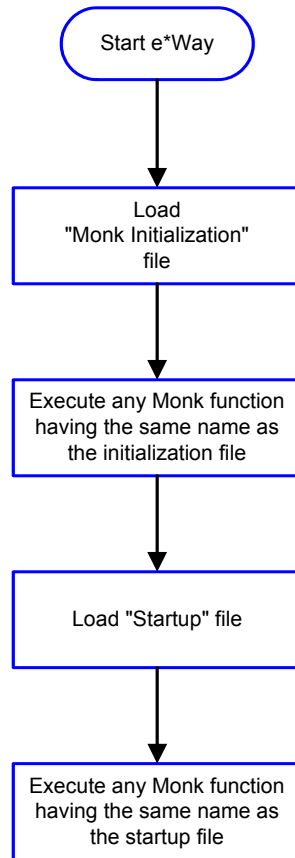 Start e*Way
Load
"Monk Initialization"
file
Execute any Monk function
having the same name as
the initialization file
Load "Startup" file
Execute any Monk function
having the same name as
the startup file